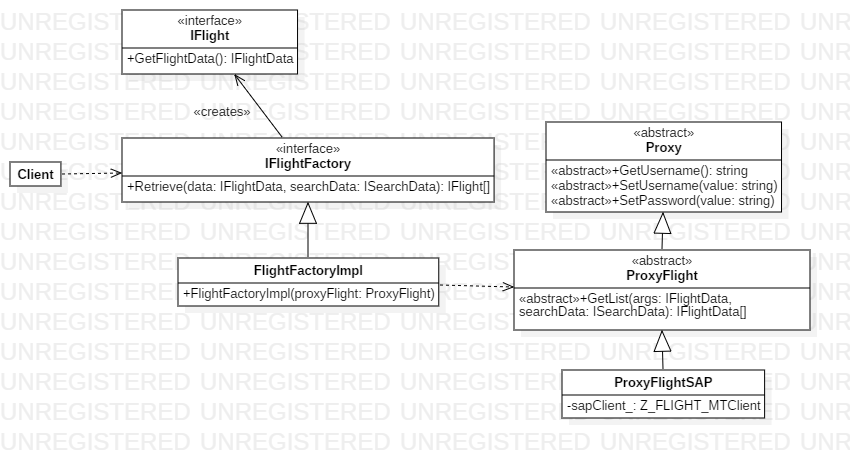 «interface»
IFlight
+GetFlightData(): IFlightData
«creates»
«interface»
IFlightFactory
+Retrieve(data: IFlightData, searchData: ISearchData): IFlight[]
Client
FlightFactoryImpl
+FlightFactoryImpl(proxyFlight: ProxyFlight)
«abstract»
Proxy
«abstract»+GetUsername(): string
«abstract»+SetUsername(value: string)
«abstract»+SetPassword(value: string)
«abstract»
ProxyFlight
«abstract»+GetList(args: IFlightData,
searchData: ISearchData): IFlightData[]
ProxyFlightSAP
-sapClient_: Z_FLIGHT_MTClient
UNREGISTERED